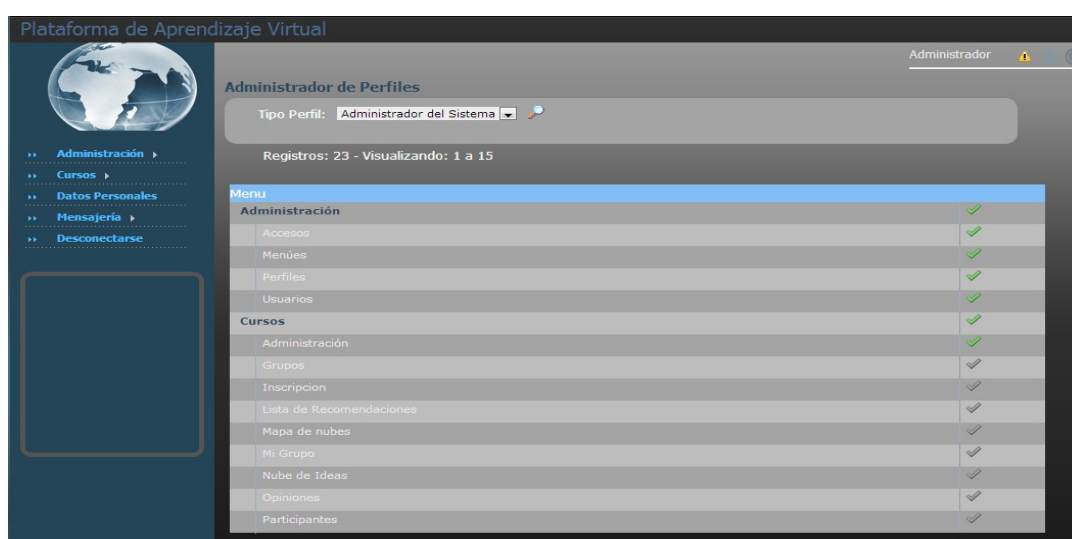 Plataforma de Aprendizaje Virtual
Administrador
Administración
Cursos
Datos Personales
Mensajería
Desconectarse
Administrador de Perfiles
Tipo Perfil: Administrador del Sistema
Registros: 23 - Visualizando: 1 a 15
Menu
Administración
Accesos
Menúes
Perfiles
Usuarios
Cursos
Administración
Grupos
Inscripcion
Lista de Recomendaciones
Mapa de nubes
Mi Grupo
Nube de Ideas
Opiniones
Participantes